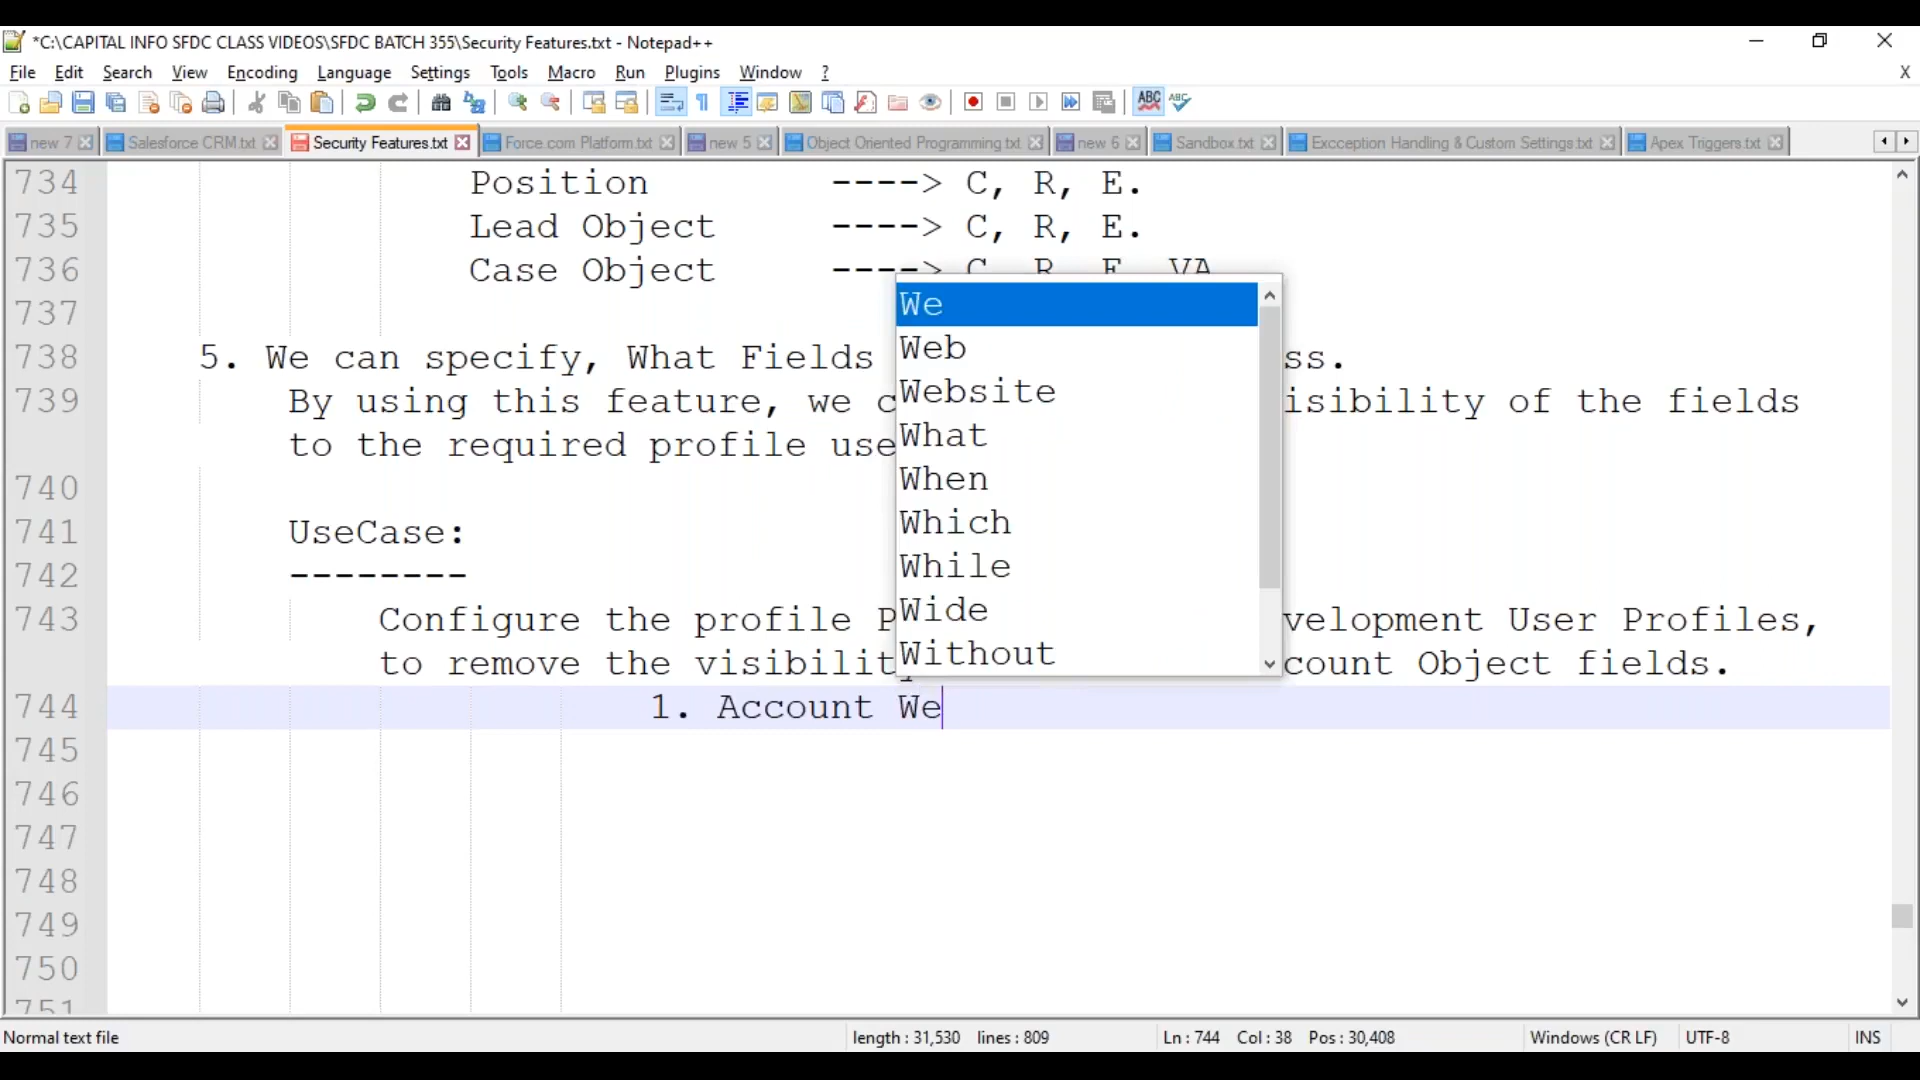 *C:\CAPITAL INFO SFDC CLASS VIDEOS\SFDC BATCH 355\Security Features.txt - Notepad++
File Edit Search View Encoding Language Settings Tools Macro Run Plugins Window ? X
new 7 Salesforce CRM.txt Security Features.txt Force.com Platform.txt new 5 Object Oriented Programming.txt new 6 Sandbox.txt Excception Handling & Custom Settings.txt Apex Triggers.txt
734 Position ----> C, R, E.
735 Lead Object ----> C, R, E.
736 Case Object ----> C, R, E, VA
737
738 5. We can specify, What Fields ss.
739 By using this feature, we c isibility of the fields
to the required profile use
740
741 UseCase:
742 --------
743 Configure the profile P velopment User Profiles,
to remove the visibility count Object fields.
744 1. Account We
745
746
747
748
749
750
751
We
Web
Website
What
When
Which
While
Wide
Without
Normal text file length : 31,530 lines : 809 Ln : 744 Col : 38 Pos : 30,408 Windows (CR LF) UTF-8 INS